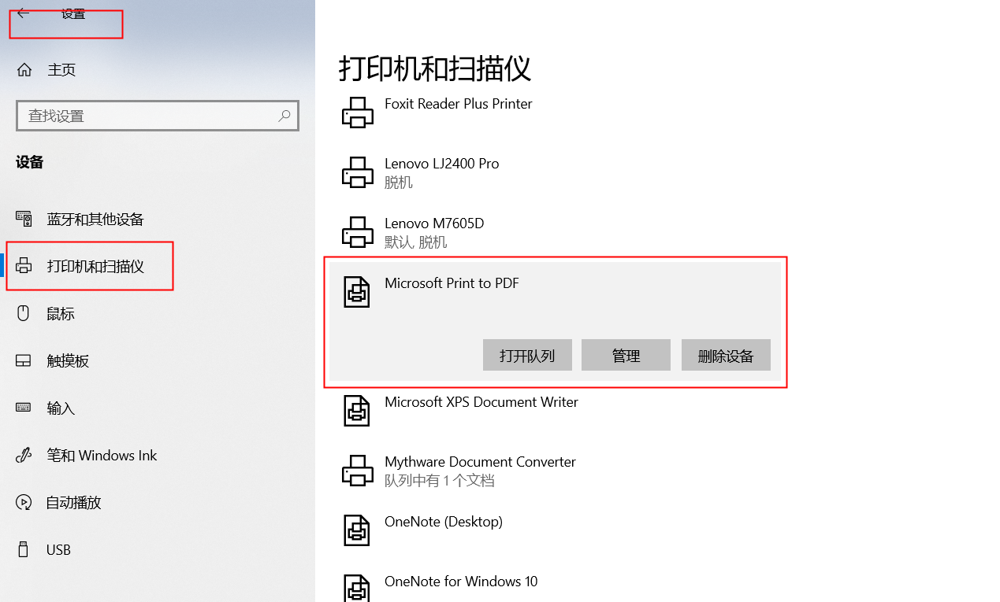 设置
主页
查找设置
设备
蓝牙和其他设备
打印机和扫描仪
鼠标
触摸板
输入
笔和 Windows Ink
自动播放
USB
打印机和扫描仪
Foxit Reader Plus Printer
Lenovo LJ2400 Pro
脱机
Lenovo M7605D
默认, 脱机
Microsoft Print to PDF
打开队列 管理 删除设备
Microsoft XPS Document Writer
Mythware Document Converter
队列中有 1 个文档
OneNote (Desktop)
OneNote for Windows 10